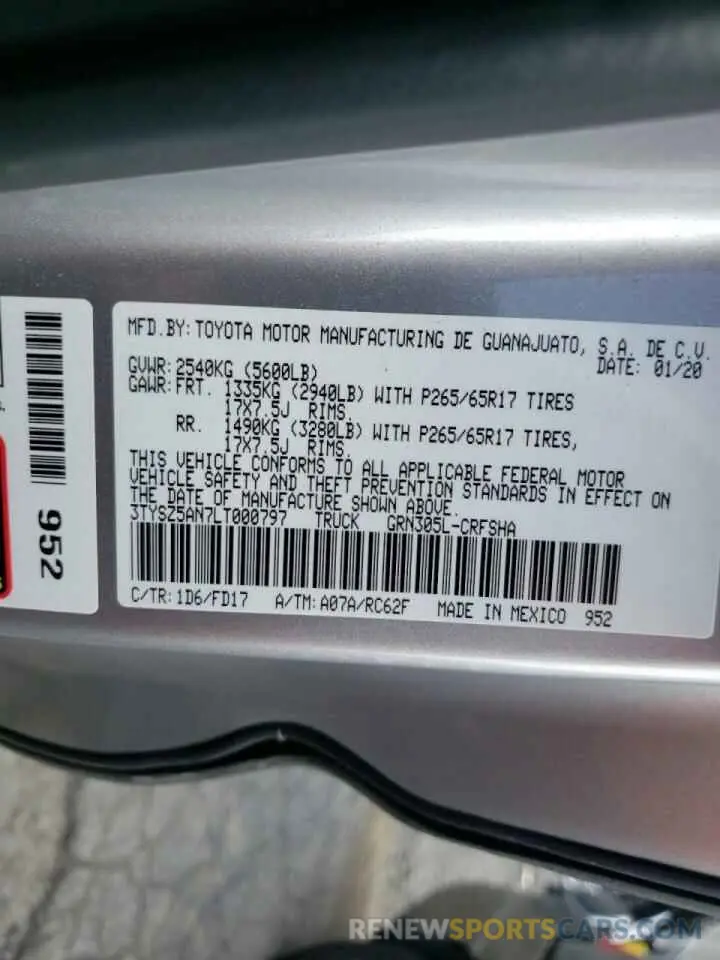 MFD.BY:TOYOTA MOTOR MANUFACTURING DE GUANAJUATO, S.A. DE C.V.
DATE: 01/20
GVWR:2540KG (5600LB)
GAWR:FRT. 1335KG (2940LB) WITH P265/65R17 TIRES
17X7.5J RIMS.
RR. 1490KG (3280LB) WITH P265/65R17 TIRES,
17X7.5J RIMS.
THIS VEHICLE CONFORMS TO ALL APPLICABLE FEDERAL MOTOR
VEHICLE SAFETY AND THEFT PREVENTION STANDARDS IN EFFECT ON
THE DATE OF MANUFACTURE SHOWN ABOVE.
3TYSZ5AN7LT000797 TRUCK GRN305L-CRFSHA
C/TR:1D6/FD17 A/TM:A07A/RC62F MADE IN MEXICO 952
952
RENEWSPORTSCARS.COM